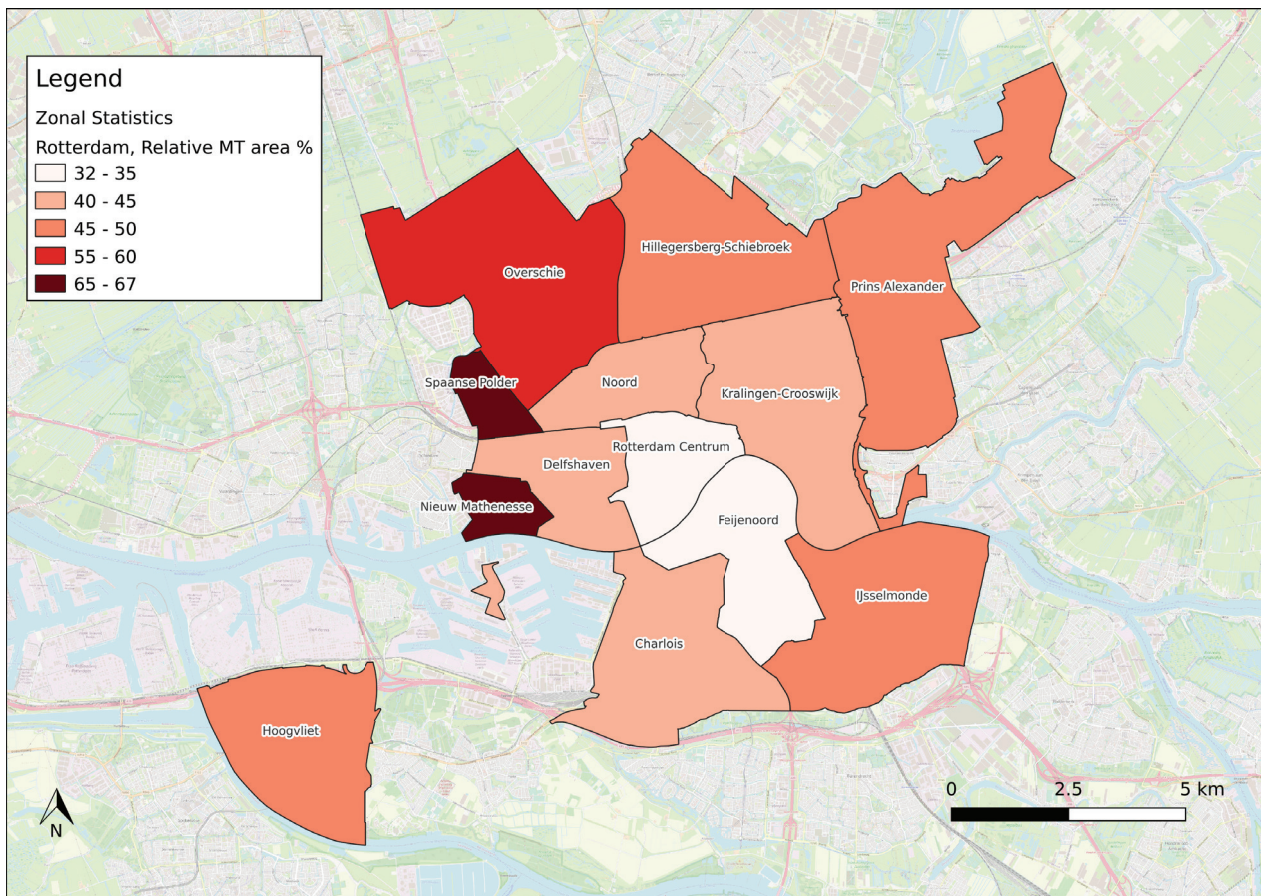 Legend
Zonal Statistics
Rotterdam, Relative MT area %
32 - 35
40 - 45
45 - 50
55 - 60
65 - 67
Hillegersberg-Schiebroek
Overschie
Prins Alexander
Spaanse Polder
Noord
Kralingen-Crooswijk
Rotterdam Centrum
Delfshaven
Nieuw Mathenesse
Feijenoord
IJsselmonde
Charlois
Hoogvliet
0 2.5 5 km
N